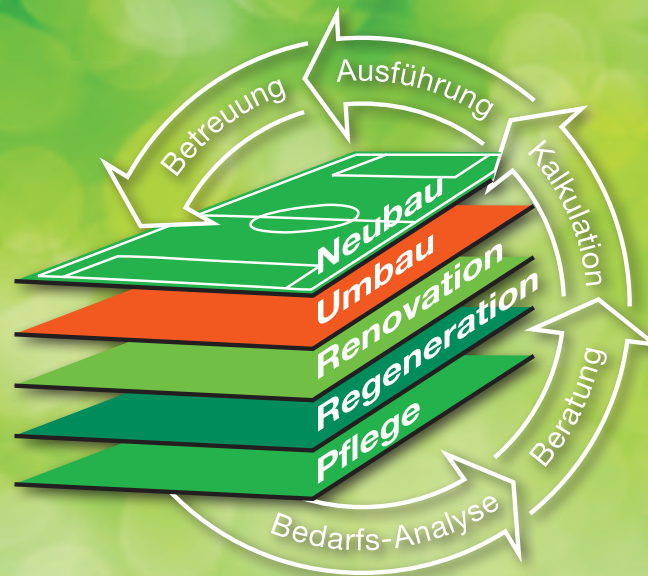 Betreuung
Ausführung
Kalkulation
Beratung
Bedarfs-Analyse
Neubau
Umbau
Renovation
Regeneration
Pflege